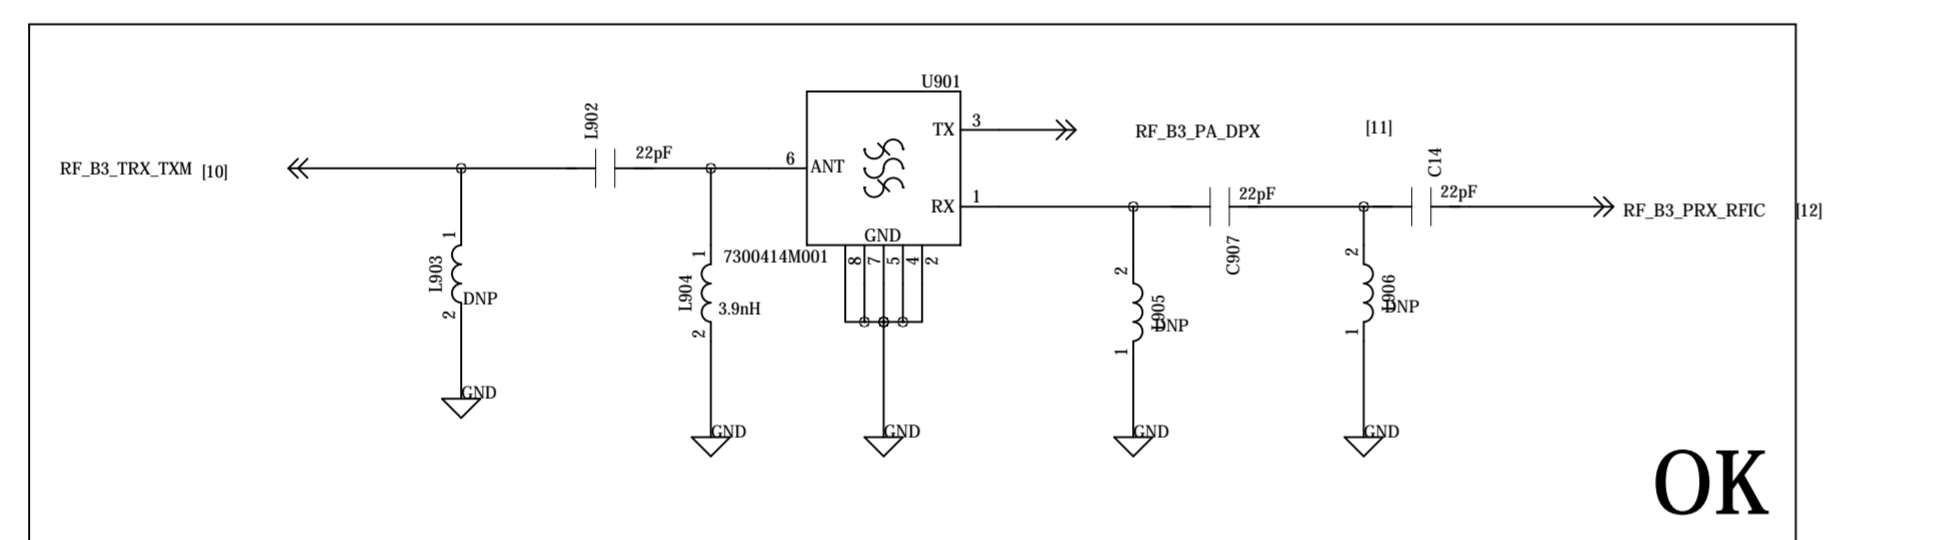 U901
L902
22pF
TX
3
RF_B3_PA_DPX
[11]
RF_B3_TRX_TXM [10]
6
ANT
C14
RX
1
22pF
22pF
RF_B3_PRX_RFIC
[12]
GND
7300414M001
8
7
5
4
2
C907
1
L903
DNP
2
1
L904
3.9nH
2
2
L905
DNP
1
2
L906
DNP
1
GND
GND
GND
GND
GND
OK